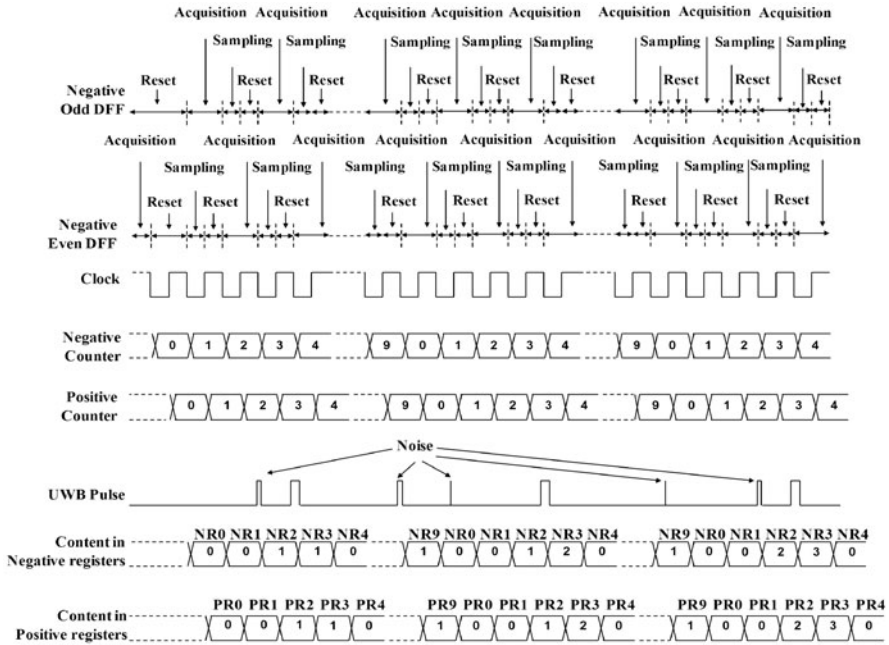 Acquisition Acquisition Acquisition Acquisition Acquisition Acquisition Acquisition Acquisition
Sampling Sampling Sampling Sampling Sampling Sampling Sampling Sampling
Reset Reset Reset Reset Reset Reset Reset Reset Reset
Negative
Odd DFF
Acquisition Acquisition Acquisition Acquisition Acquisition Acquisition Acquisition Acquisition Acquisition
Sampling Sampling Sampling Sampling Sampling Sampling Sampling Sampling
Reset Reset Reset Reset Reset Reset Reset Reset Reset
Negative
Even DFF
Clock
Negative
Counter
0 1 2 3 4 9 0 1 2 3 4 9 0 1 2 3 4
Positive
Counter
0 1 2 3 4 9 0 1 2 3 4 9 0 1 2 3 4
Noise
UWB Pulse
NR0 NR1 NR2 NR3 NR4 NR9 NR0 NR1 NR2 NR3 NR4 NR9 NR0 NR1 NR2 NR3 NR4
Content in
Negative registers
0 0 1 1 0 1 0 0 1 2 0 1 0 0 2 3 0
PR0 PR1 PR2 PR3 PR4 PR9 PR0 PR1 PR2 PR3 PR4 PR9 PR0 PR1 PR2 PR3 PR4
Content in
Positive registers
0 0 1 1 0 1 0 0 1 2 0 1 0 0 2 3 0